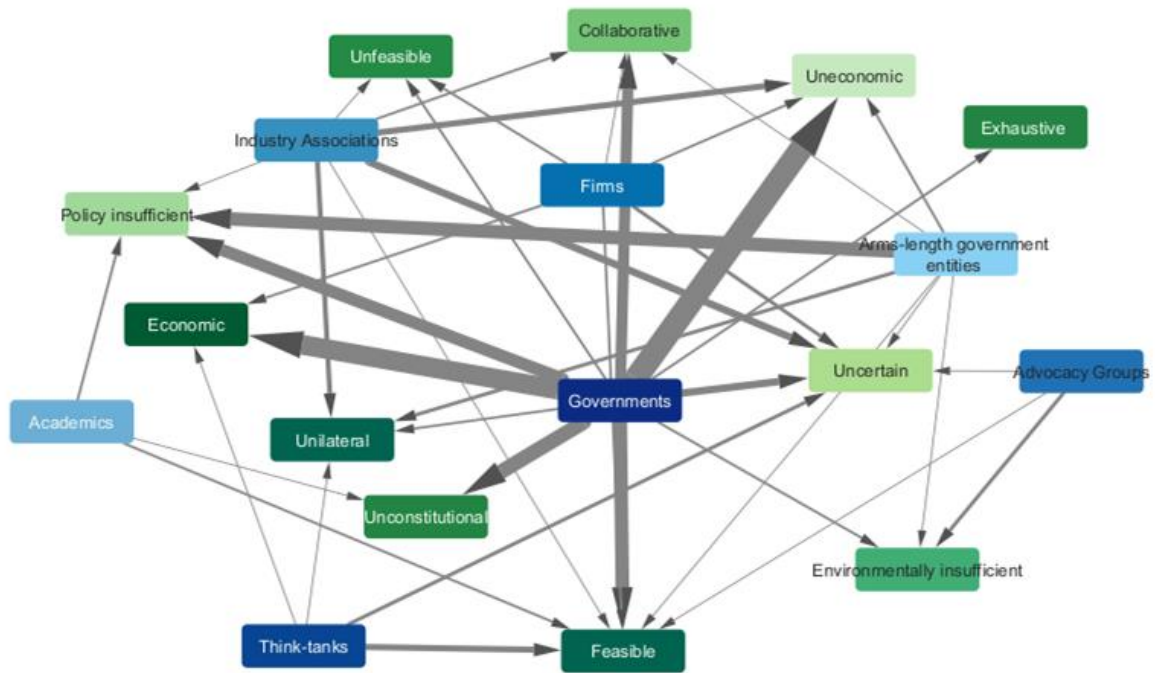 Collaborative
Unfeasible
Uneconomic
Exhaustive
Industry Associations
Firms
Policy insufficient
Arms-length government
entities
Economic
Uncertain
Advocacy Groups
Governments
Academics
Unilateral
Unconstitutional
Environmentally insufficient
Think-tanks
Feasible